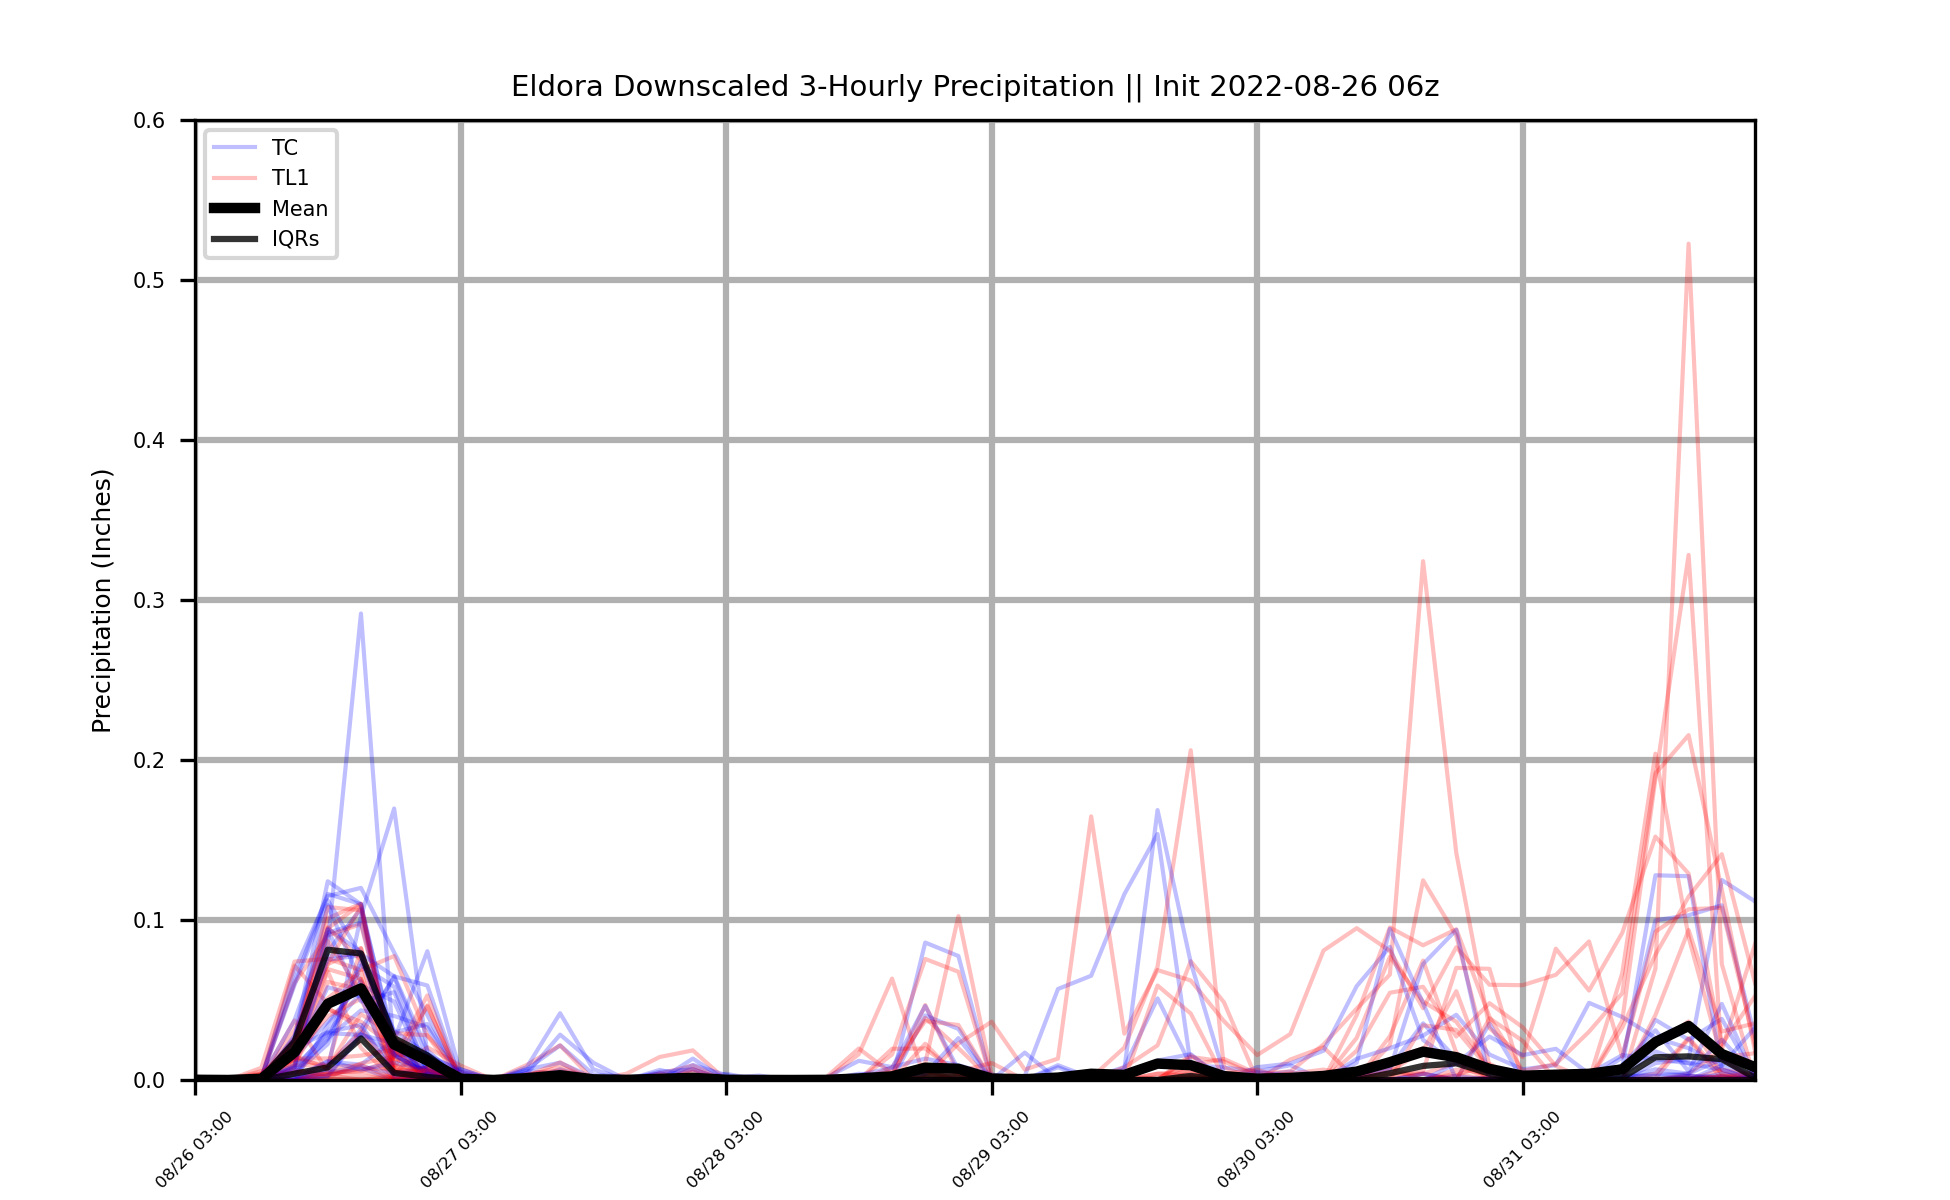 Eldora Downscaled 3-Hourly Precipitation || Init 2022-08-26 06z
TC
TL1
Mean
IQRs
Precipitation (Inches)
0.6
0.5
0.4
0.3
0.2
0.1
0.0
08/26 03:00
08/27 03:00
08/28 03:00
08/29 03:00
08/30 03:00
08/31 03:00